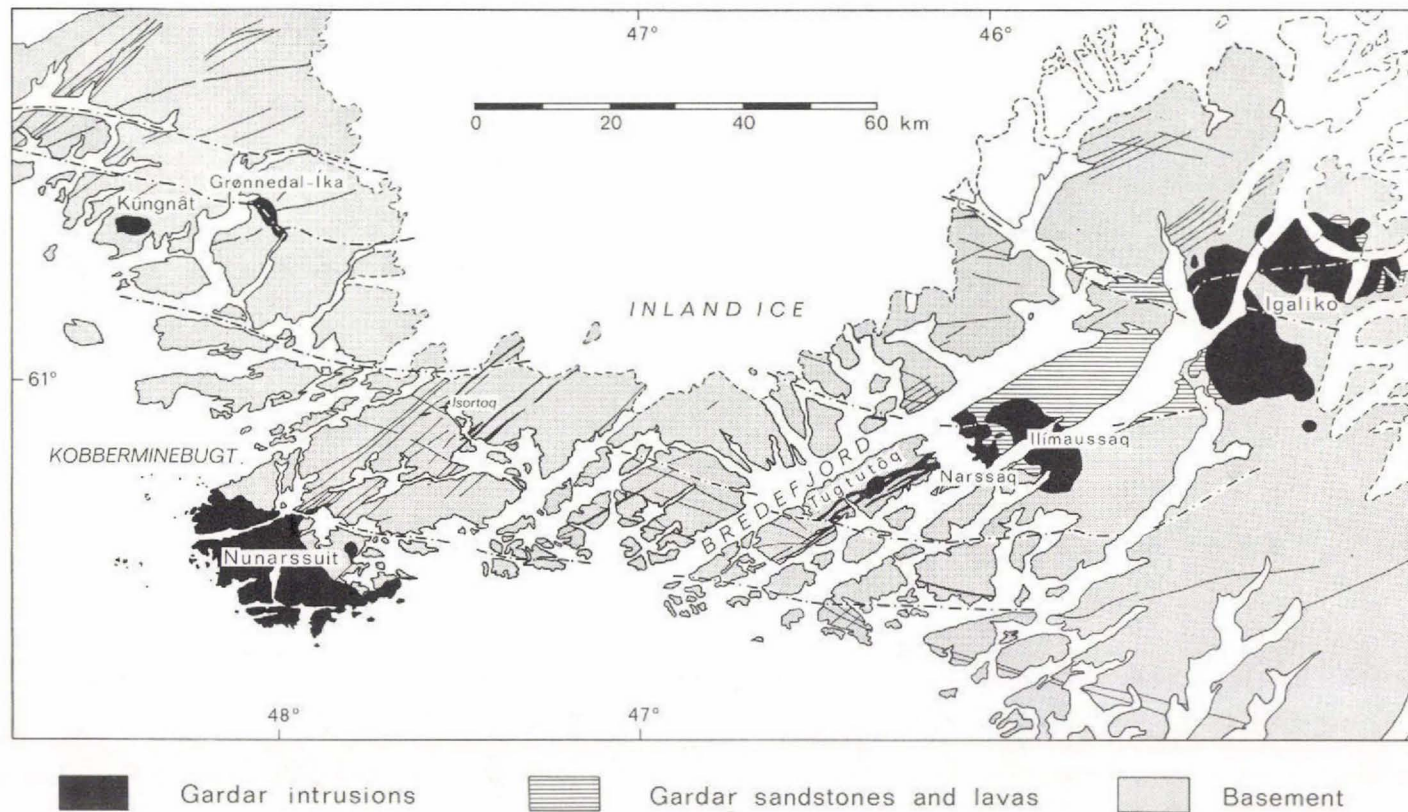 47°
46°
0 20 40 60 km
Grønnedal-Ika
Kûngnât
INLAND ICE
Igaliko
61°
Isortoq
KOBBERMINEBUGT
Ilímaussaq
BREDEFJORD
Tugtutôq
Narssaq
Nunarssuit
48°
47°
Gardar intrusions
Gardar sandstones and lavas
Basement